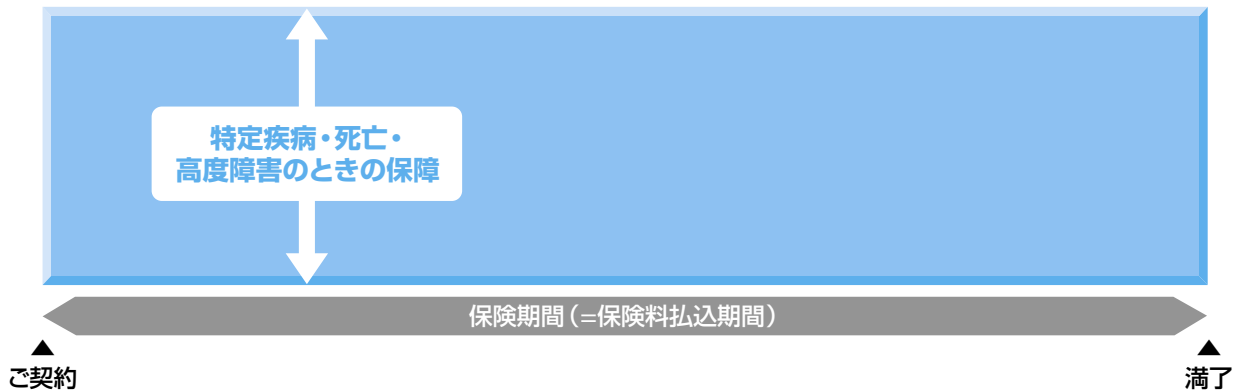 特定疾病・死亡・
高度障害のときの保障
保険期間（=保険料払込期間）
ご契約
満了